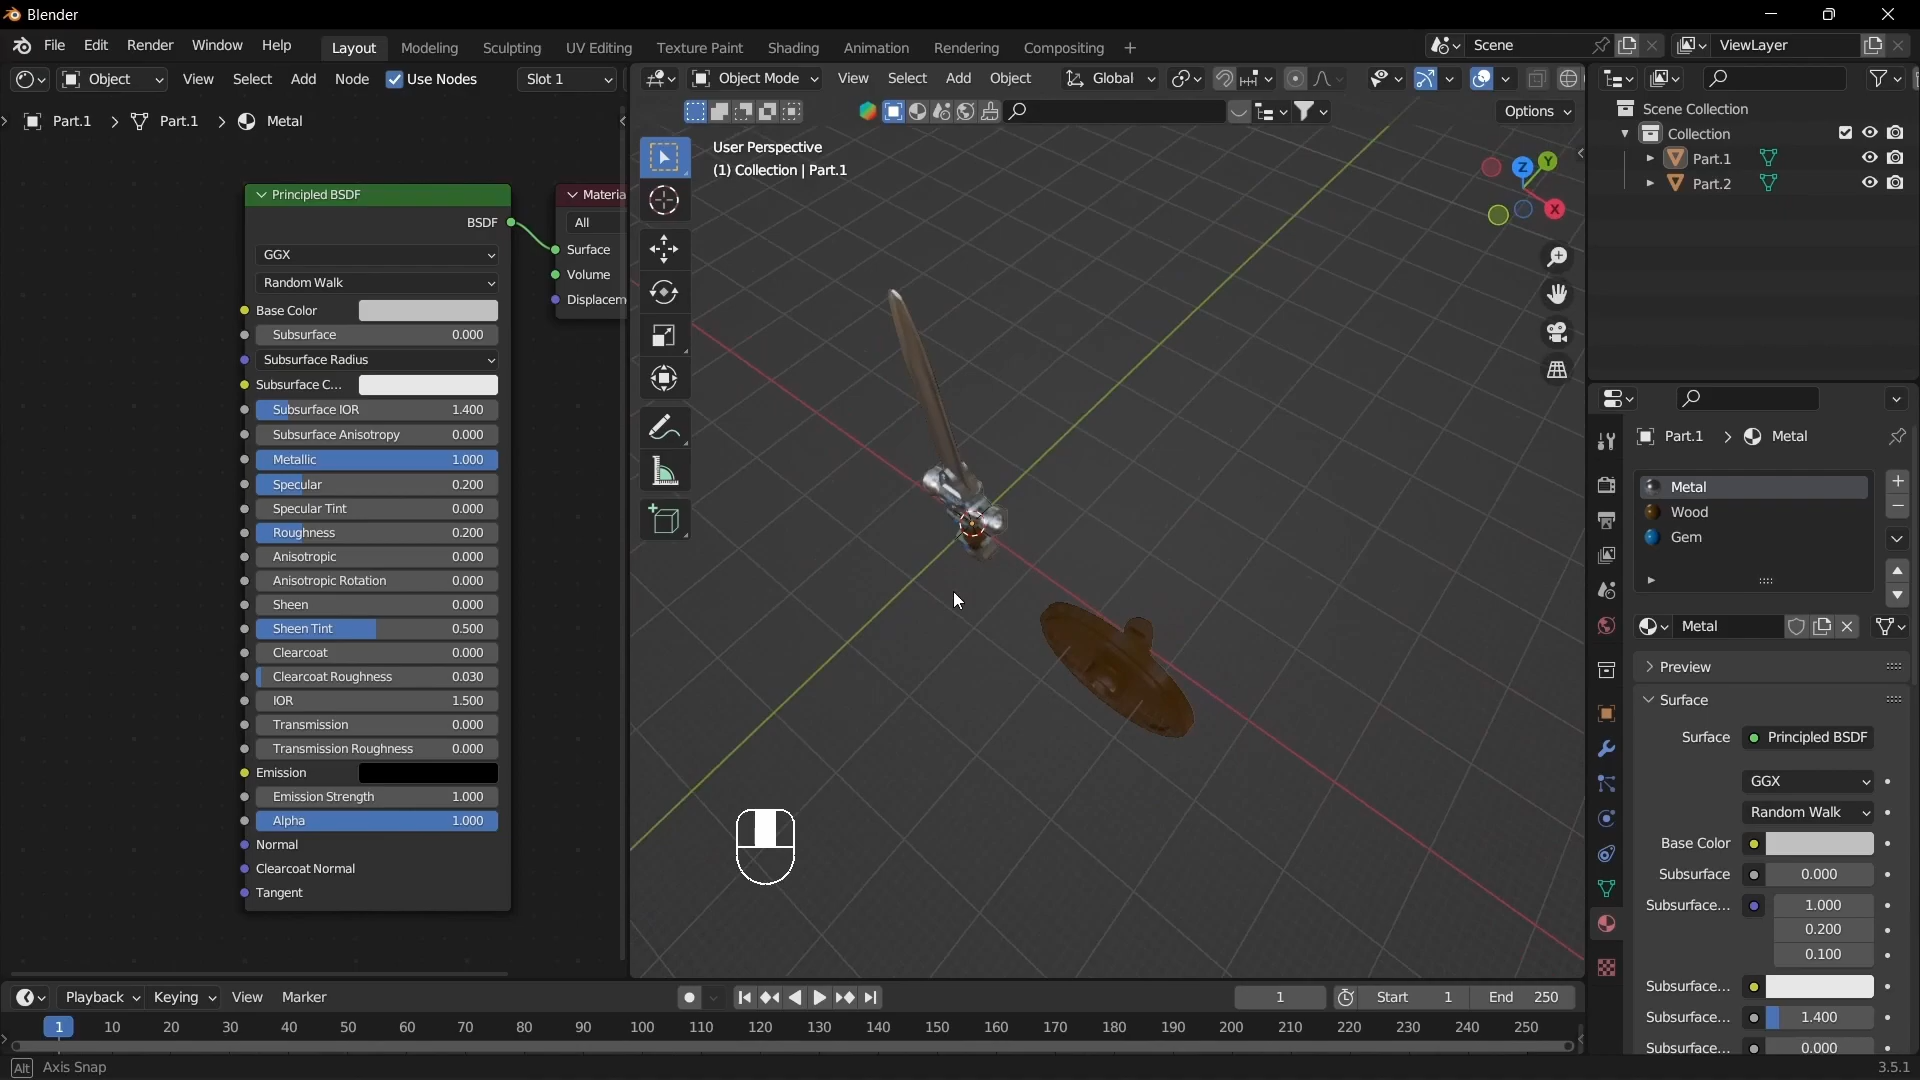 Blender
File Edit Render Window Help Layout Modeling Sculpting UV Editing Texture Paint Shading Animation Rendering Compositing + Scene ViewLayer
Object View Select Add Node Use Nodes Slot 1
Object Mode View Select Add Object Global
Part.1 > Part.1 > Metal
Options
Principled BSDF
BSDF
GGX
Random Walk
Base Color
Subsurface 0.000
Subsurface Radius
Subsurface C...
Subsurface IOR 1.400
Subsurface Anisotropy 0.000
Metallic 1.000
Specular 0.200
Specular Tint 0.000
Roughness 0.200
Anisotropic 0.000
Anisotropic Rotation 0.000
Sheen 0.000
Sheen Tint 0.500
Clearcoat 0.000
Clearcoat Roughness 0.030
IOR 1.500
Transmission 0.000
Transmission Roughness 0.000
Emission
Emission Strength 1.000
Alpha 1.000
Normal
Clearcoat Normal
Tangent
Materia
All
Surface
Volume
Displacem
User Perspective
(1) Collection | Part.1
Z
Y
X
Scene Collection
Collection
Part.1
Part.2
Part.1 > Metal
Metal
Wood
Gem
Metal
Preview
Surface
Surface Principled BSDF
GGX
Random Walk
Base Color
Subsurface 0.000
Subsurface... 1.000
0.200
0.100
Subsurface...
Subsurface... 1.400
Subsurface... 0.000
Playback Keying View Marker 1 Start 1 End 250
1 10 20 30 40 50 60 70 80 90 100 110 120 130 140 150 160 170 180 190 200 210 220 230 240 250
Alt Axis Snap
3.5.1